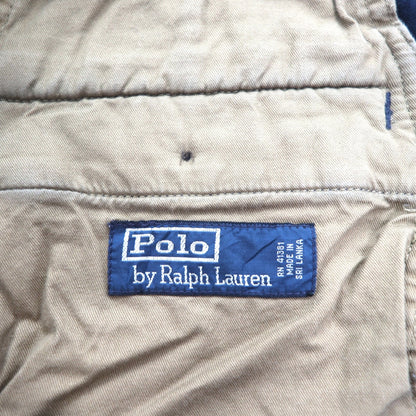 Polo
by Ralph Lauren
RN 41381
MADE IN
SRI LANKA